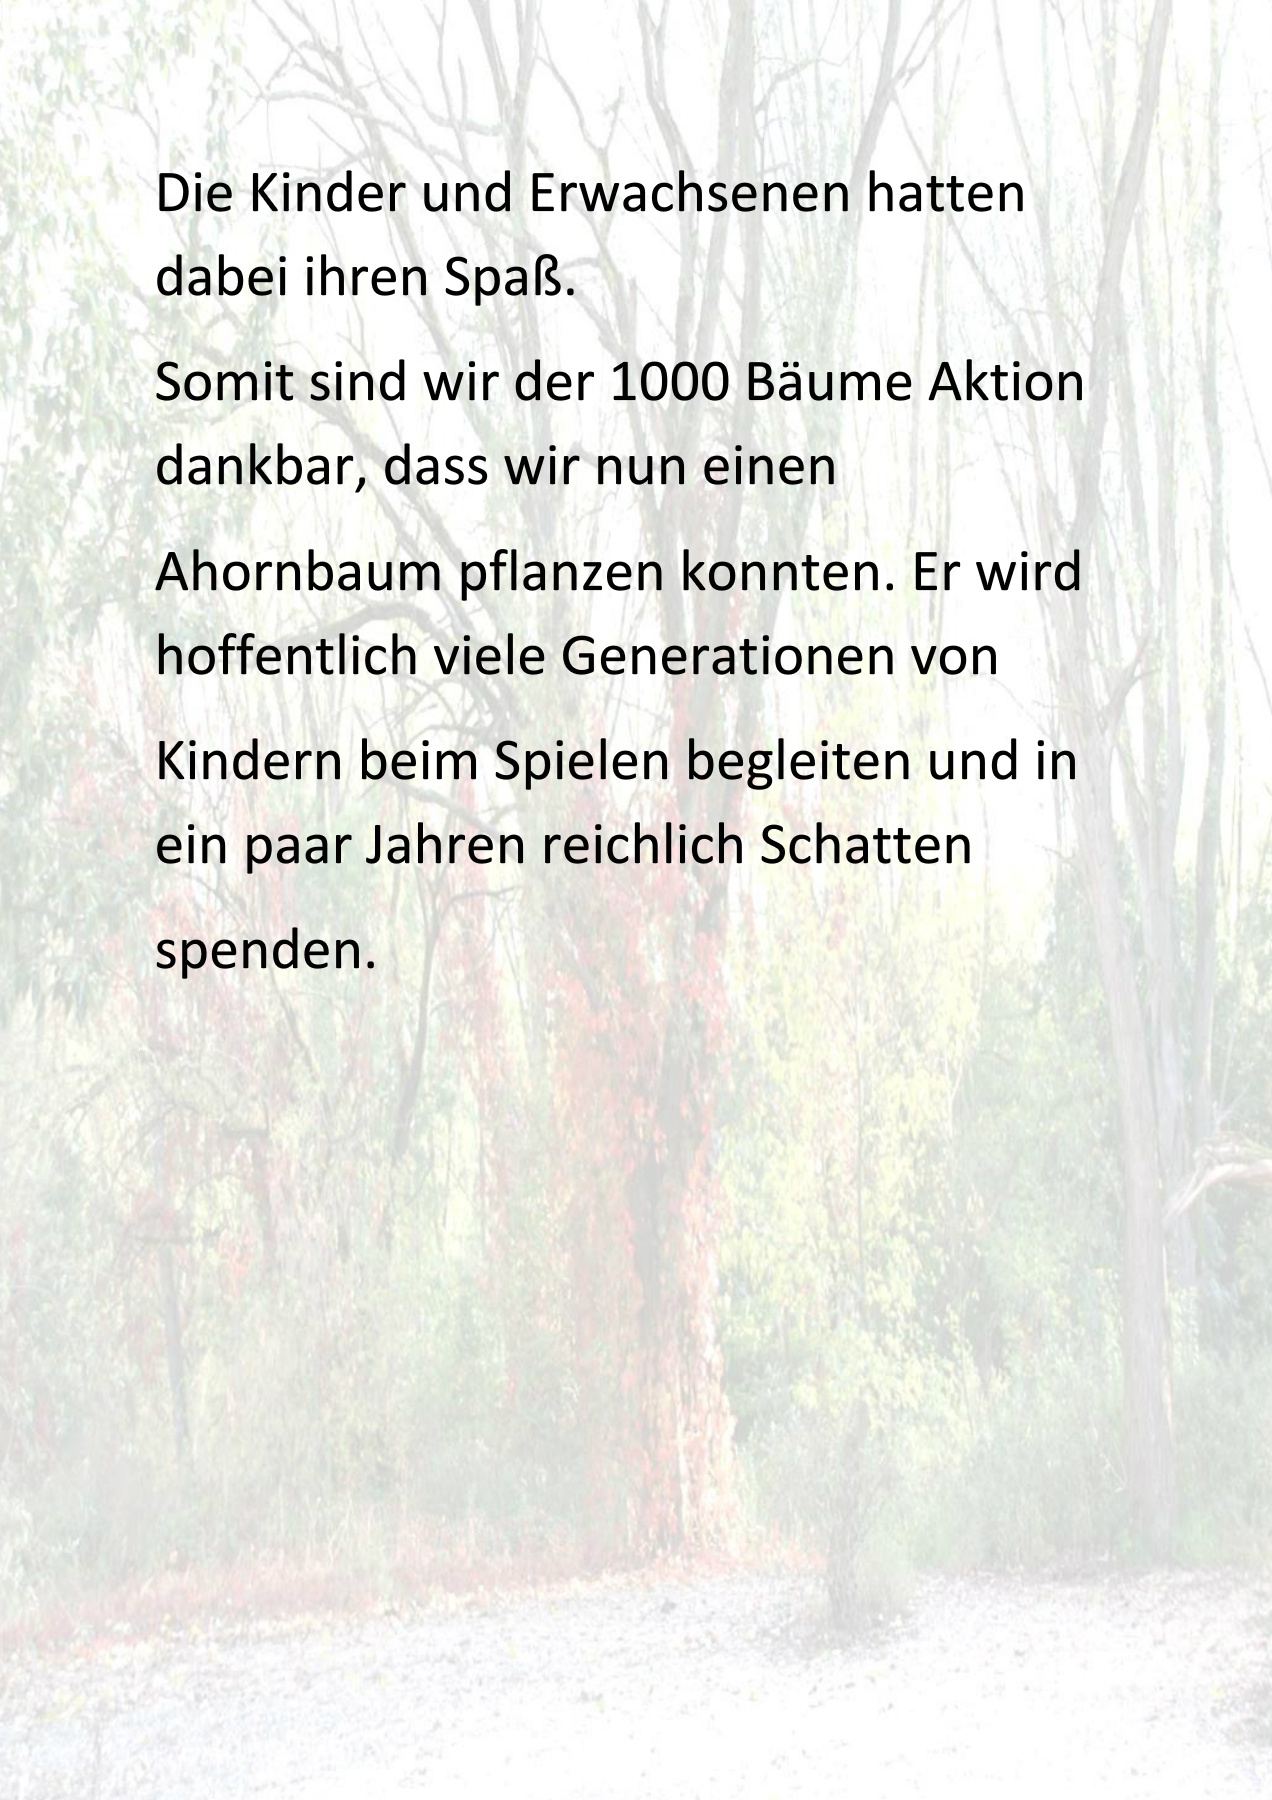 Die Kinder und Erwachsenen hatten
dabei ihren Spaß.
Somit sind wir der 1000 Bäume Aktion
dankbar, dass wir nun einen
Ahornbaum pflanzen konnten. Er wird
hoffentlich viele Generationen von
Kindern beim Spielen begleiten und in
ein paar Jahren reichlich Schatten
spenden.